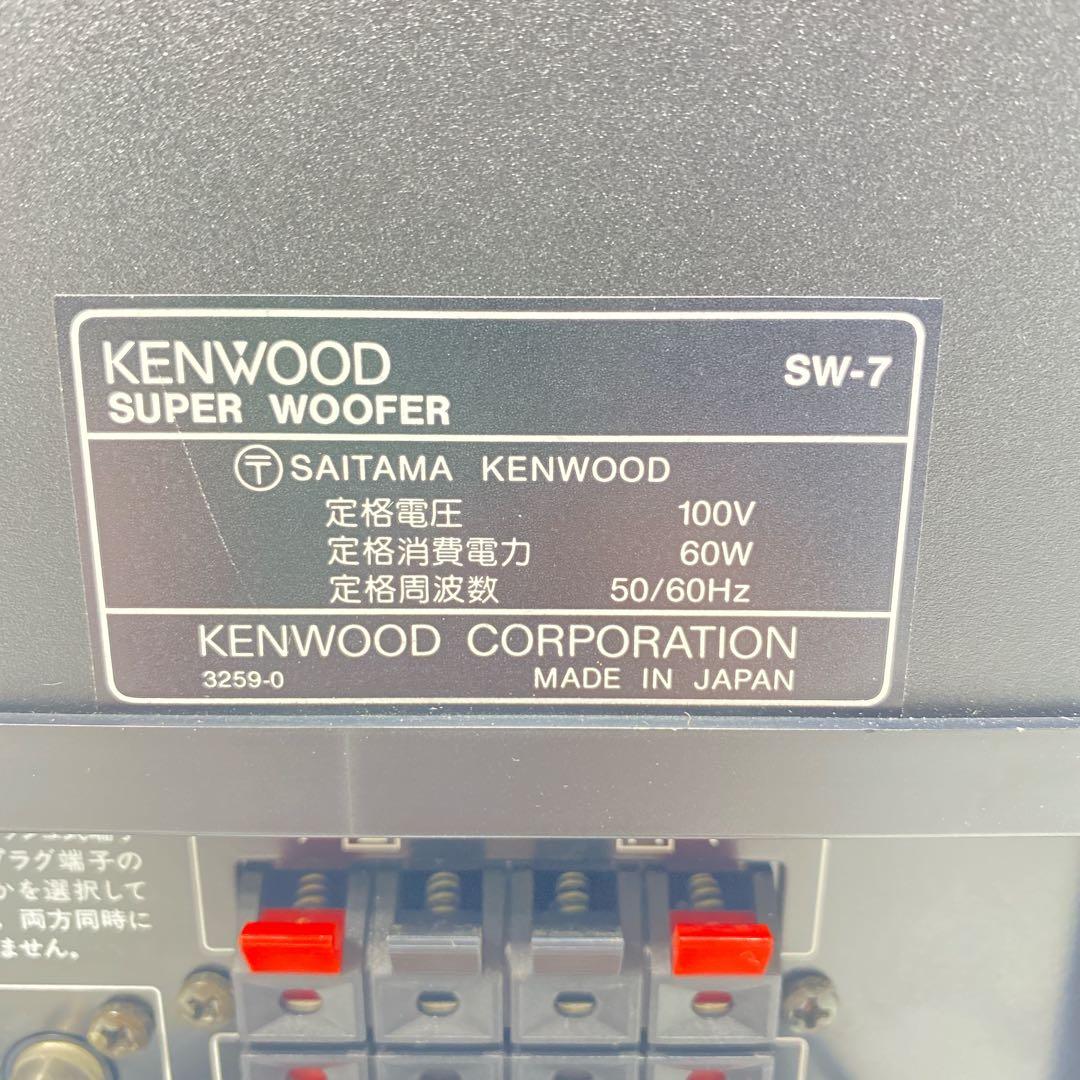 KENWOOD
SUPER WOOFER
SW-7
〒 SAITAMA KENWOOD
定格電圧 100V
定格消費電力 60W
定格周波数 50/60Hz
KENWOOD CORPORATION
3259-0 MADE IN JAPAN
プラグ端子の
かを選択して
、両方同時に
ません。